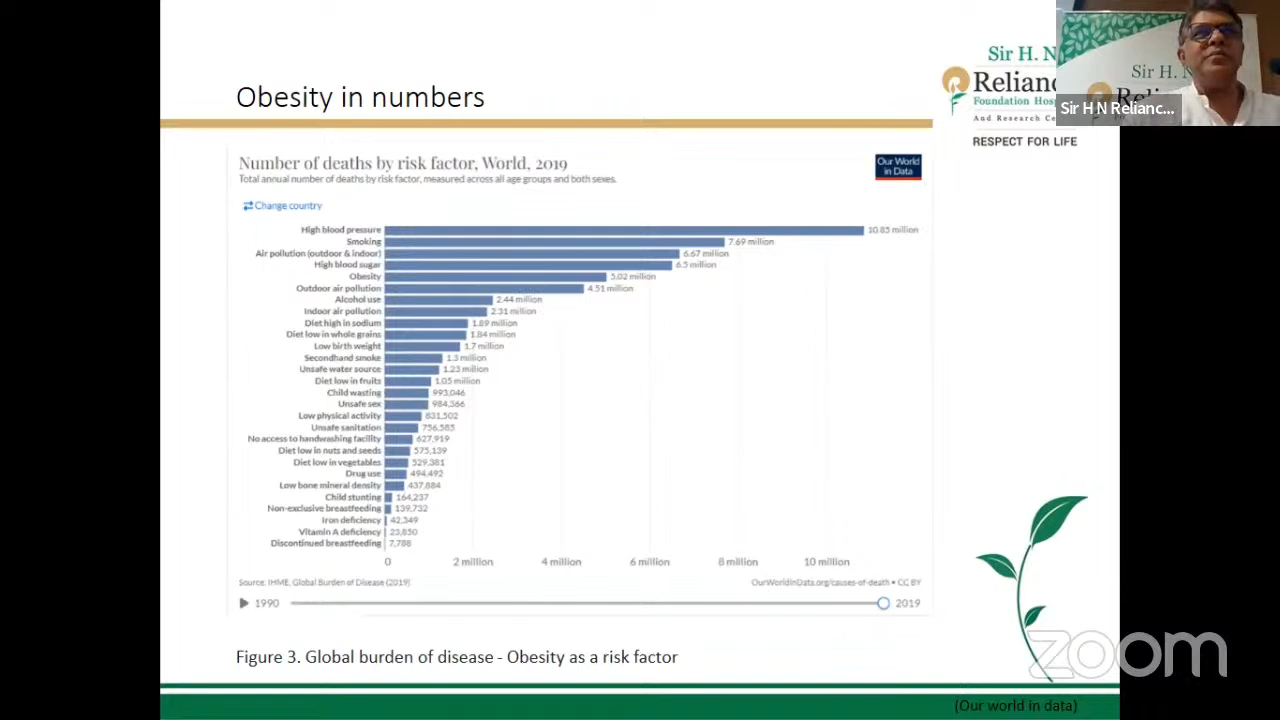 Obesity in numbers
Sir H. N
Relianc
Foundation Hos
And Research Ce
RESPECT FOR LIFE
Sir H. N
Reli
Sir H N Relianc...
Number of deaths by risk factor, World, 2019
Total annual number of deaths by risk factor, measured across all age groups and both sexes.
Our World
in Data
Change country
High blood pressure 10.85 million
Smoking 7.69 million
Air pollution (outdoor & indoor) 6.67 million
High blood sugar 6.5 million
Obesity 5.02 million
Outdoor air pollution 4.51 million
Alcohol use 2.44 million
Indoor air pollution 2.31 million
Diet high in sodium 1.89 million
Diet low in whole grains 1.84 million
Low birth weight 1.7 million
Secondhand smoke 1.3 million
Unsafe water source 1.23 million
Diet low in fruits 1.05 million
Child wasting 993,046
Unsafe sex 984,366
Low physical activity 831,502
Unsafe sanitation 756,585
No access to handwashing facility 627,919
Diet low in nuts and seeds 575,139
Diet low in vegetables 529,381
Drug use 494,492
Low bone mineral density 437,884
Child stunting 164,237
Non-exclusive breastfeeding 139,732
Iron deficiency 42,349
Vitamin A deficiency 23,850
Discontinued breastfeeding 7,788
0 2 million 4 million 6 million 8 million 10 million
Source: IHME, Global Burden of Disease (2019)
OurWorldInData.org/causes-of-death • CC BY
1990 2019
Figure 3. Global burden of disease - Obesity as a risk factor
zoom
(Our world in data)